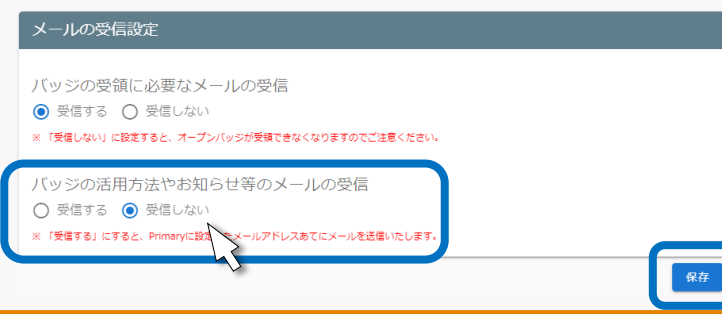 メールの受信設定
バッジの受領に必要なメールの受信
受信する 受信しない
※ 「受信しない」に設定すると、オープンバッジが受領できなくなりますのでご注意ください。
バッジの活用方法やお知らせ等のメールの受信
受信する 受信しない
※ 「受信する」にすると、Primaryに設定 たメールアドレスあてにメールを送信いたします。
保存